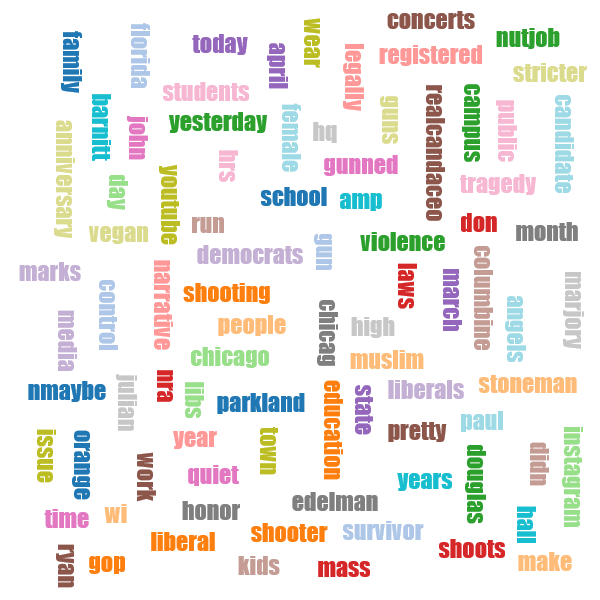 concerts
family
florida
today
april
wear
legally
registered
nutjob
stricter
students
barnitt
john
yesterday
female
hq
guns
realcandaceo
campus
public
candidate
anniversary
day
youtube
hrs
gunned
tragedy
school
amp
vegan
run
don
month
violence
democrats
gun
marks
control
narrative
shooting
laws
march
columbine
angels
marjory
media
people
chicag
high
chicago
muslim
nmaybe
julian
nra
libs
parkland
education
state
liberals
stoneman
paul
pretty
issue
orange
year
town
work
quiet
years
douglas
didn
instagram
edelman
honor
time
wi
hall
liberal
shooter
survivor
shoots
ryan
gop
kids
mass
make